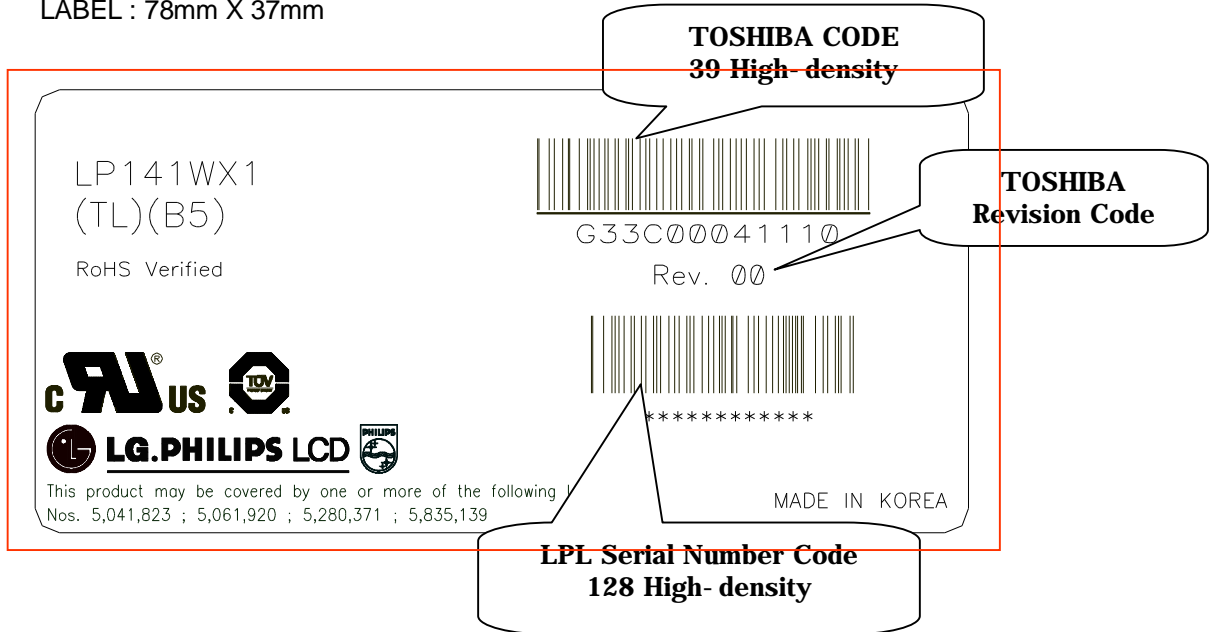 LABEL : 78mm X 37mm
TOSHIBA CODE
39 High- density
LP141WX1
(TL)(B5)
RoHS Verified
G33C00041110
Rev. 00
TOSHIBA
Revision Code
C RU ® US
TÜV
************
LG LG.PHILIPS LCD PHILIPS
This product may be covered by one or more of the following
Nos. 5,041,823 ; 5,061,920 ; 5,280,371 ; 5,835,139
MADE IN KOREA
LPL Serial Number Code
128 High- density